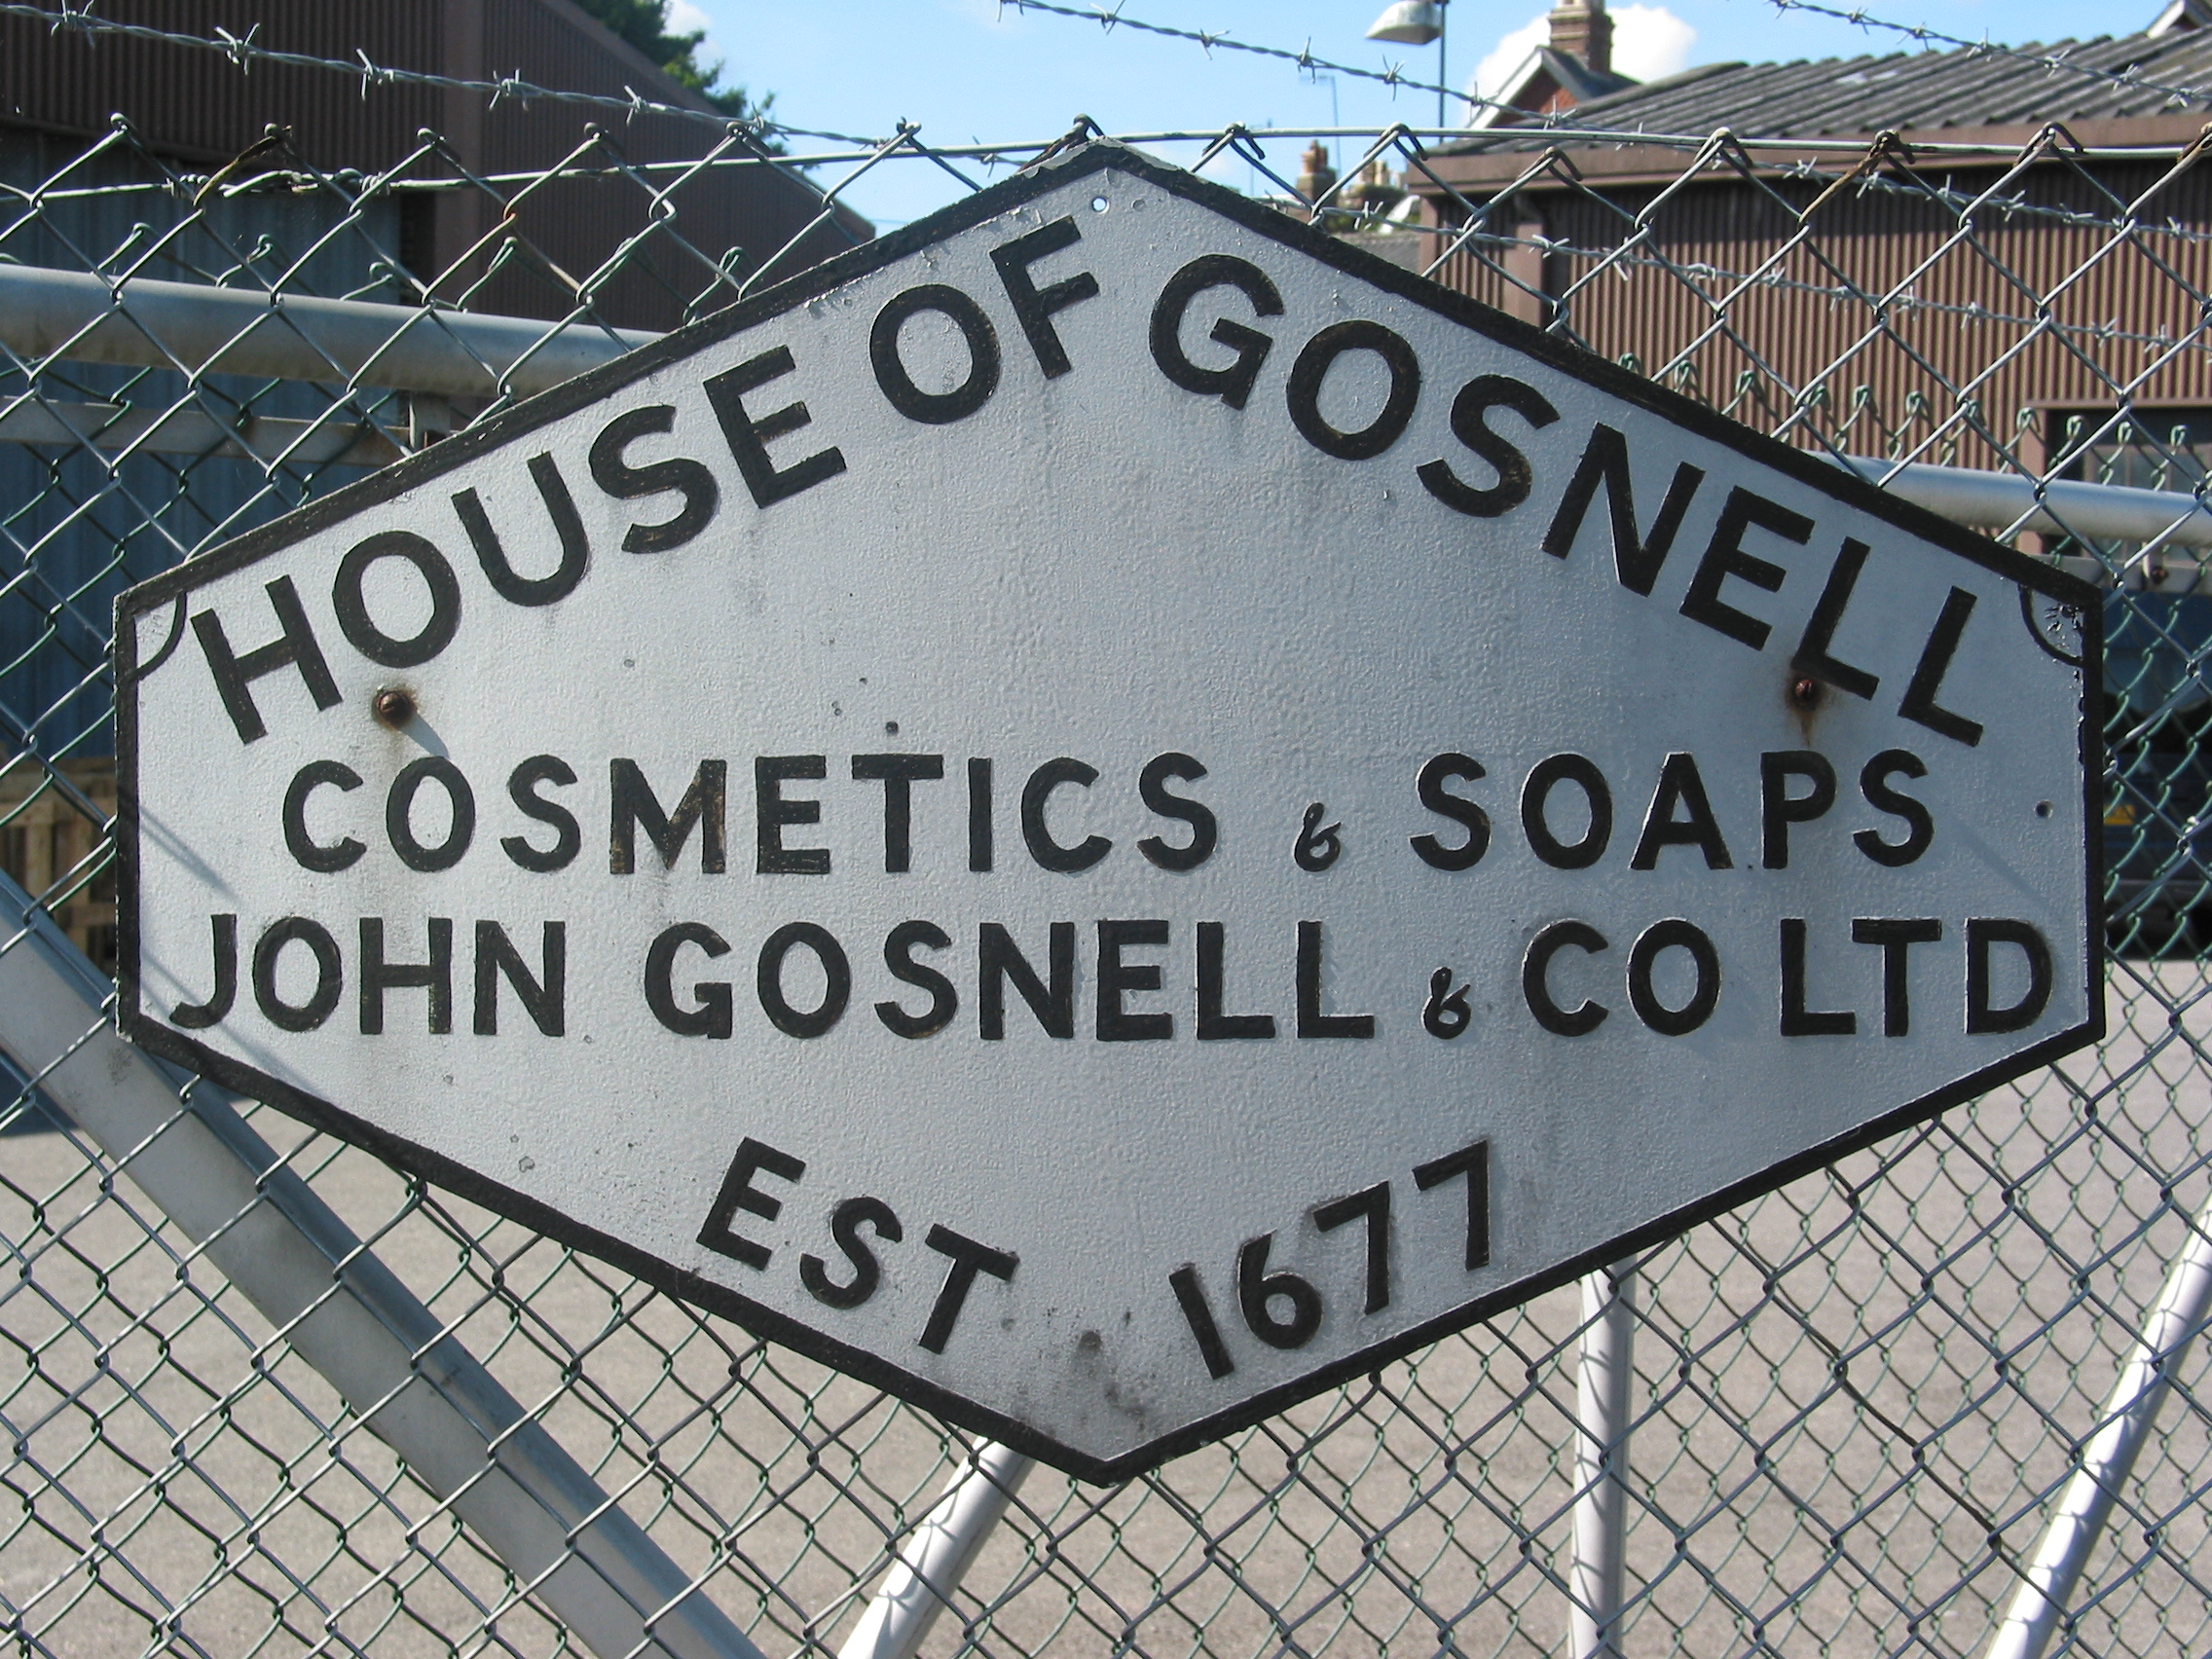 HOUSE OF GOSNELL
COSMETICS & SOAPS
JOHN GOSNELL & CO LTD
EST 1677